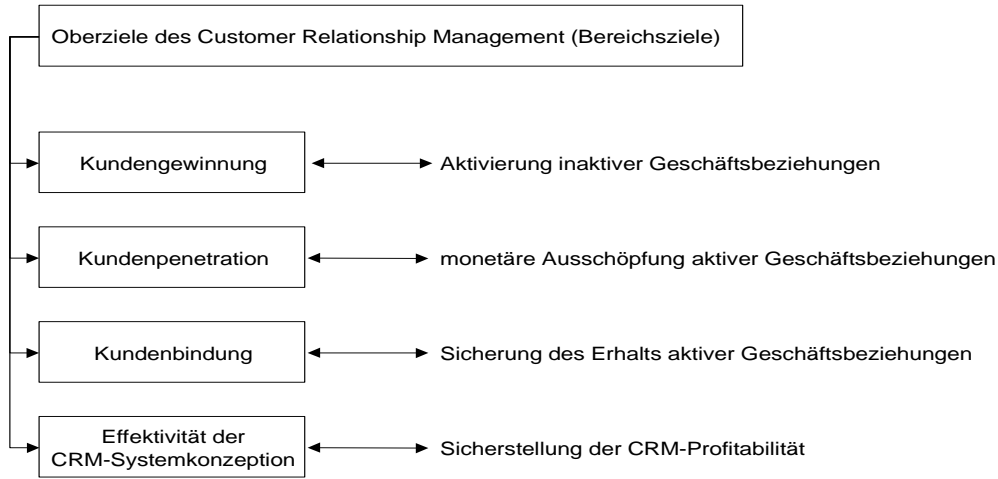 Oberziele des Customer Relationship Management (Bereichsziele)
Kundengewinnung
Aktivierung inaktiver Geschäftsbeziehungen
Kundenpenetration
monetäre Ausschöpfung aktiver Geschäftsbeziehungen
Kundenbindung
Sicherung des Erhalts aktiver Geschäftsbeziehungen
Effektivität der
CRM-Systemkonzeption
Sicherstellung der CRM-Profitabilität